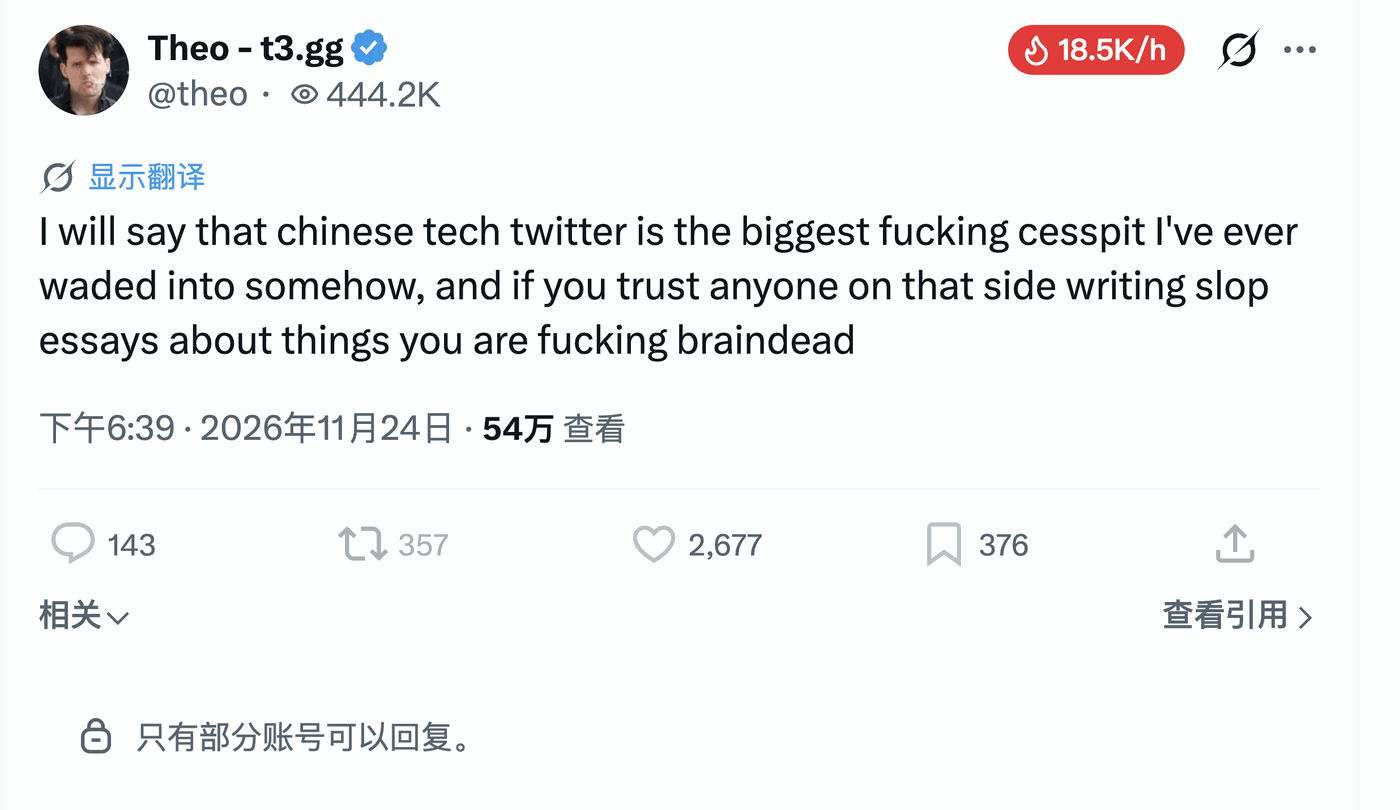 Theo - t3.gg
18.5K/h
@theo · 444.2K
显示翻译
I will say that chinese tech twitter is the biggest fucking cesspit I've ever
waded into somehow, and if you trust anyone on that side writing slop
essays about things you are fucking braindead
下午6:39 · 2026年11月24日 · 54万 查看
143 357 2,677 376
相关 查看引用
只有部分账号可以回复。